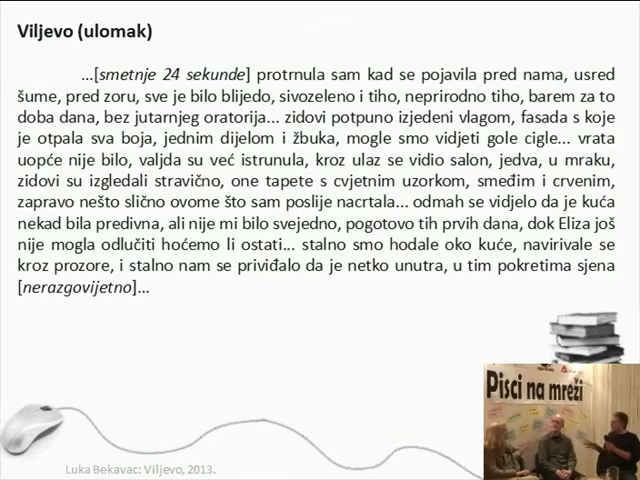 Viljevo (ulomak)
…[smetnje 24 sekunde] protrnula sam kad se pojavila pred nama, usred
šume, pred zoru, sve je bilo blijedo, sivozeleno i tiho, neprirodno tiho, barem za to
doba dana, bez jutarnjeg oratorija... zidovi potpuno izjedeni vlagom, fasada s koje
je otpala sva boja, jednim dijelom i žbuka, mogle smo vidjeti gole cigle... vrata
uopće nije bilo, valjda su već istrunula, kroz ulaz se vidio salon, jedva, u mraku,
zidovi su izgledali stravično, one tapete s cvjetnim uzorkom, smeđim i crvenim,
zapravo nešto slično ovome što sam poslije nacrtala... odmah se vidjelo da je kuća
nekad bila predivna, ali nije mi bilo svejedno, pogotovo tih prvih dana, dok Eliza još
nije mogla odlučiti hoćemo li ostati... stalno smo hodale oko kuće, navirivale se
kroz prozore, i stalno nam se priviđalo da je netko unutra, u tim pokretima sjena
[nerazgovijetno]…
Pisci na mreži
Luka Bekavac: Viljevo, 2013.